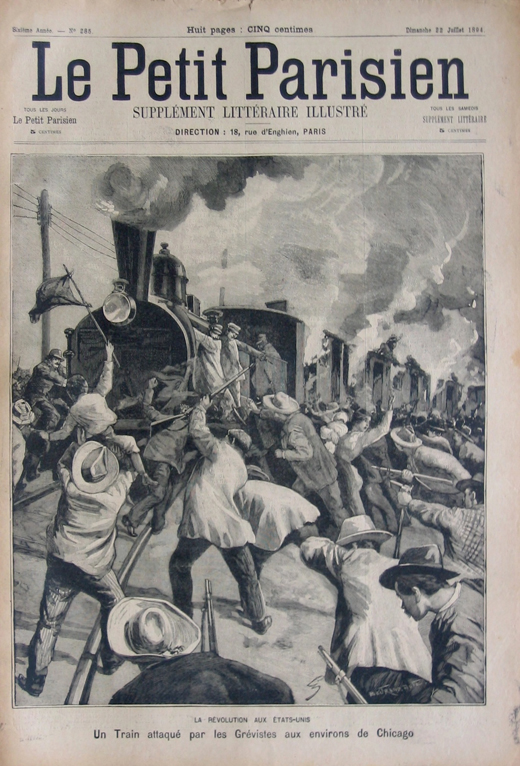 Sixième Année. — Nº 285.
Huit pages : CINQ centimes
Dimanche 22 Juillet 1894
Le Petit Parisien
TOUS LES JOURS
Le Petit Parisien
5 CENTIMES
SUPPLÉMENT LITTÉRAIRE ILLUSTRÉ
DIRECTION: 18, rue d'Enghien, PARIS
TOUS LES SAMEDIS
SUPPLÉMENT LITTÉRAIRE
5 CENTIMES
LA RÉVOLUTION AUX ÉTATS-UNIS
Un Train attaqué par les Grévistes aux environs de Chicago